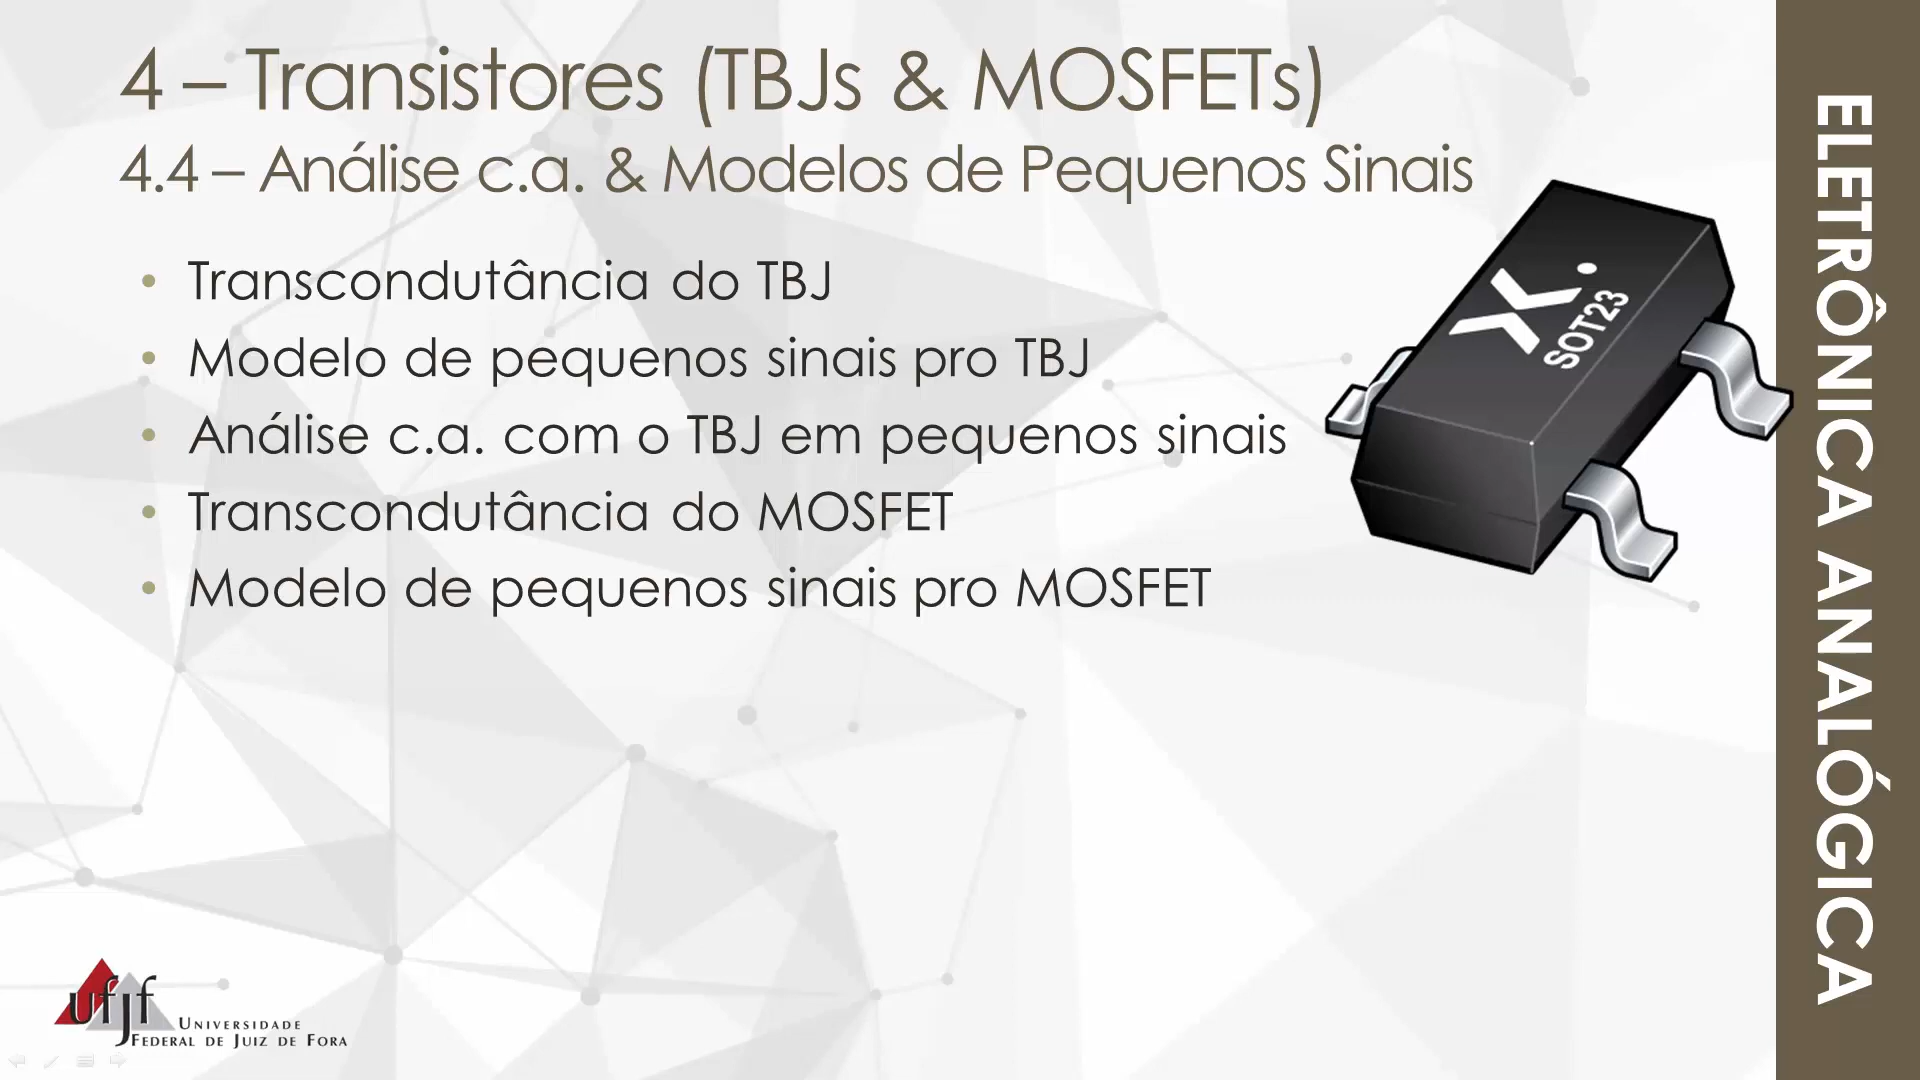 4 – Transistores (TBJs & MOSFETs)
4.4 – Análise c.a. & Modelos de Pequenos Sinais
• Transcondutância do TBJ
• Modelo de pequenos sinais pro TBJ
• Análise c.a. com o TBJ em pequenos sinais
• Transcondutância do MOSFET
• Modelo de pequenos sinais pro MOSFET
SOT23
ELETRÔNICA ANALÓGICA
ufjf
UNIVERSIDADE
FEDERAL DE JUIZ DE FORA